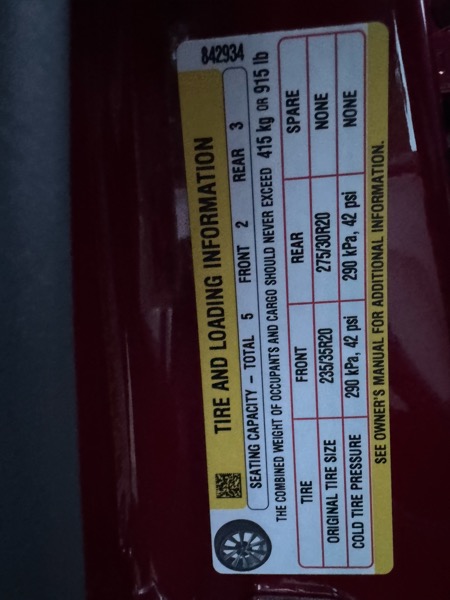 842934
TIRE AND LOADING INFORMATION
SEATING CAPACITY – TOTAL 5 FRONT 2 REAR 3
THE COMBINED WEIGHT OF OCCUPANTS AND CARGO SHOULD NEVER EXCEED 415 kg OR 915 lb
TIRE FRONT REAR SPARE
ORIGINAL TIRE SIZE 235/35R20 275/30R20 NONE
COLD TIRE PRESSURE 290 kPa, 42 psi 290 kPa, 42 psi NONE
SEE OWNER'S MANUAL FOR ADDITIONAL INFORMATION.